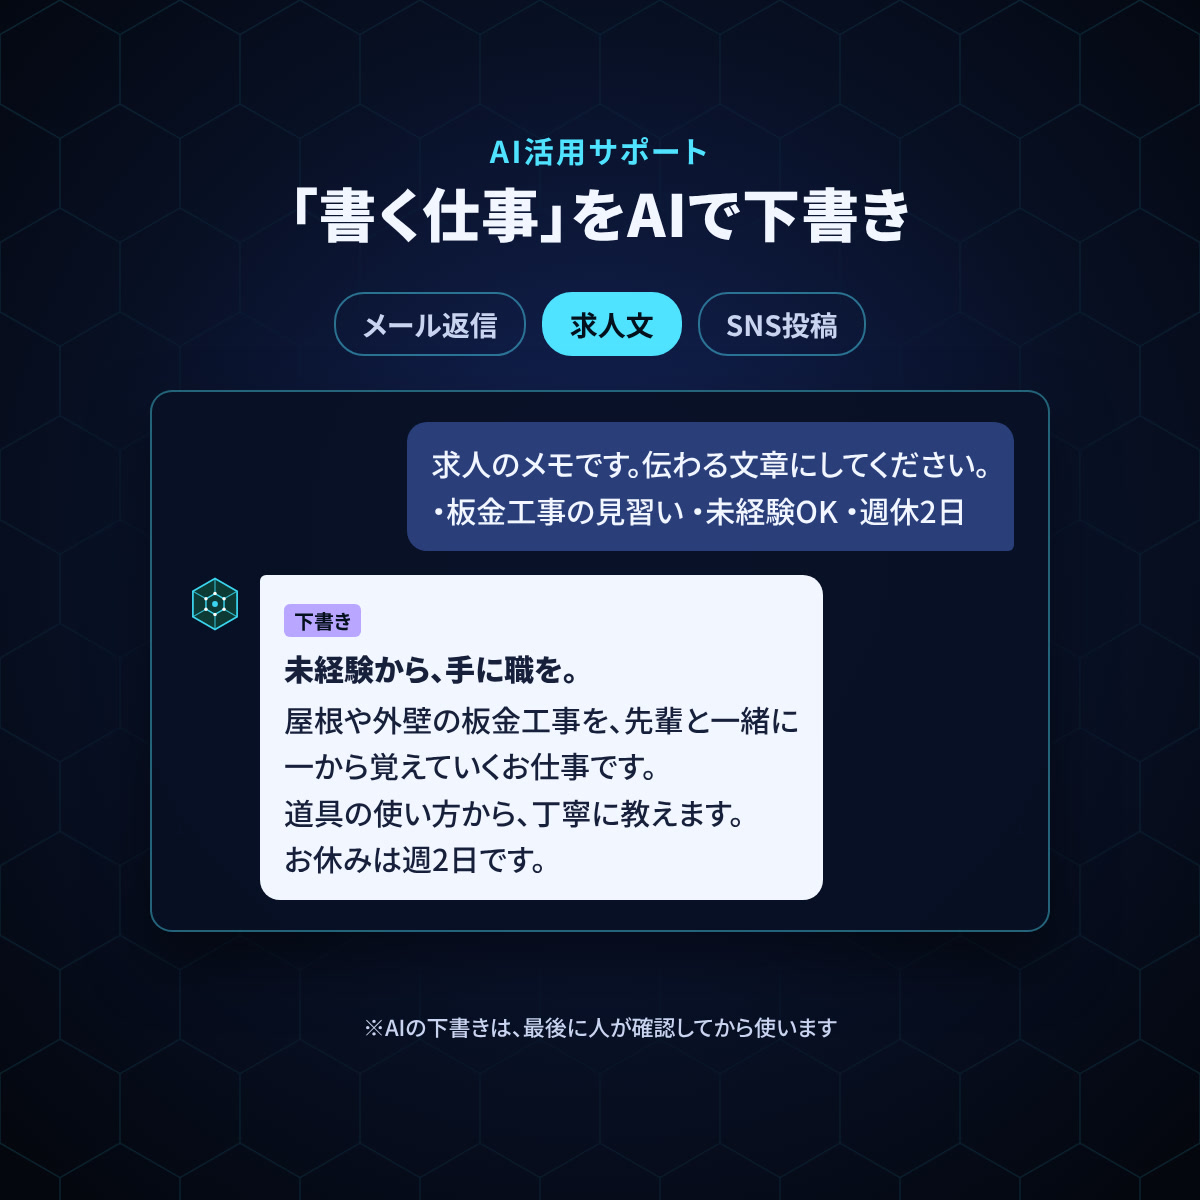 AI活用サポート
「書く仕事」をAIで下書き
メール返信
求人文
SNS投稿
求人のメモです。伝わる文章にしてください。
・板金工事の見習い ・未経験OK ・週休2日
下書き
未経験から、手に職を。
屋根や外壁の板金工事を、先輩と一緒に
一から覚えていくお仕事です。
道具の使い方から、丁寧に教えます。
お休みは週2日です。
※AIの下書きは、最後に人が確認してから使います